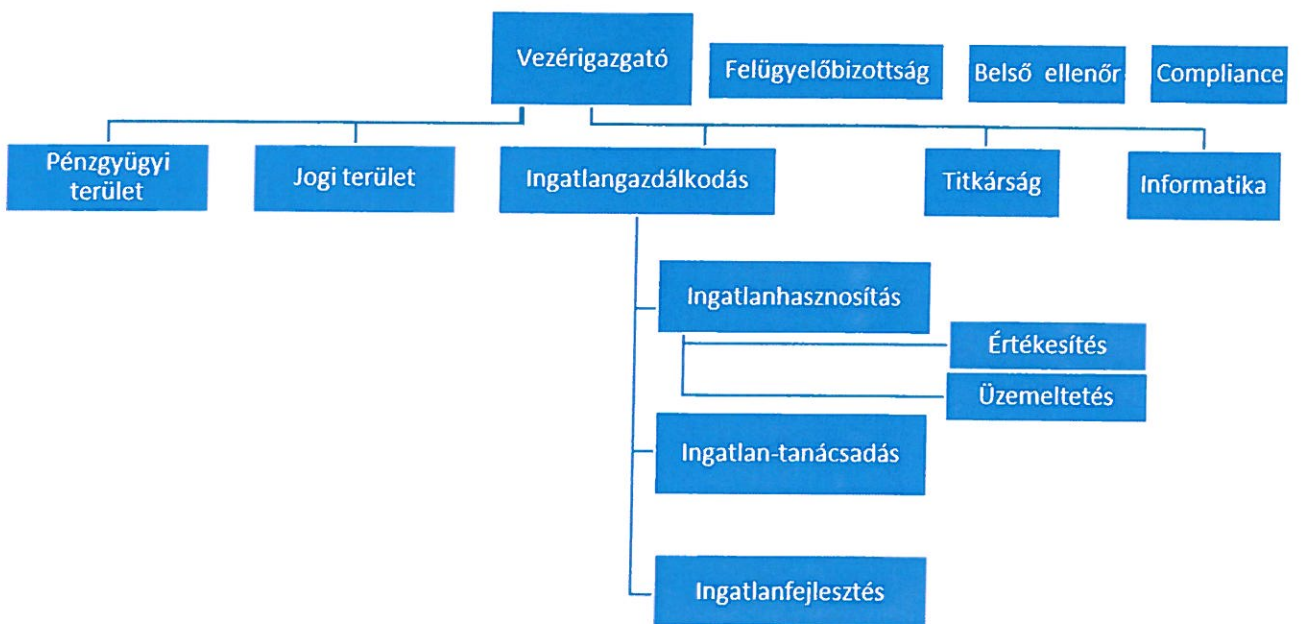 Vezérigazgató
Felügyelőbizottság
Belső ellenőr
Compliance
Pénzgyügyi
terület
Jogi terület
Ingatlangazdálkodás
Titkárság
Informatika
Ingatlanhasznosítás
Értékesítés
Üzemeltetés
Ingatlan-tanácsadás
Ingatlanfejlesztés